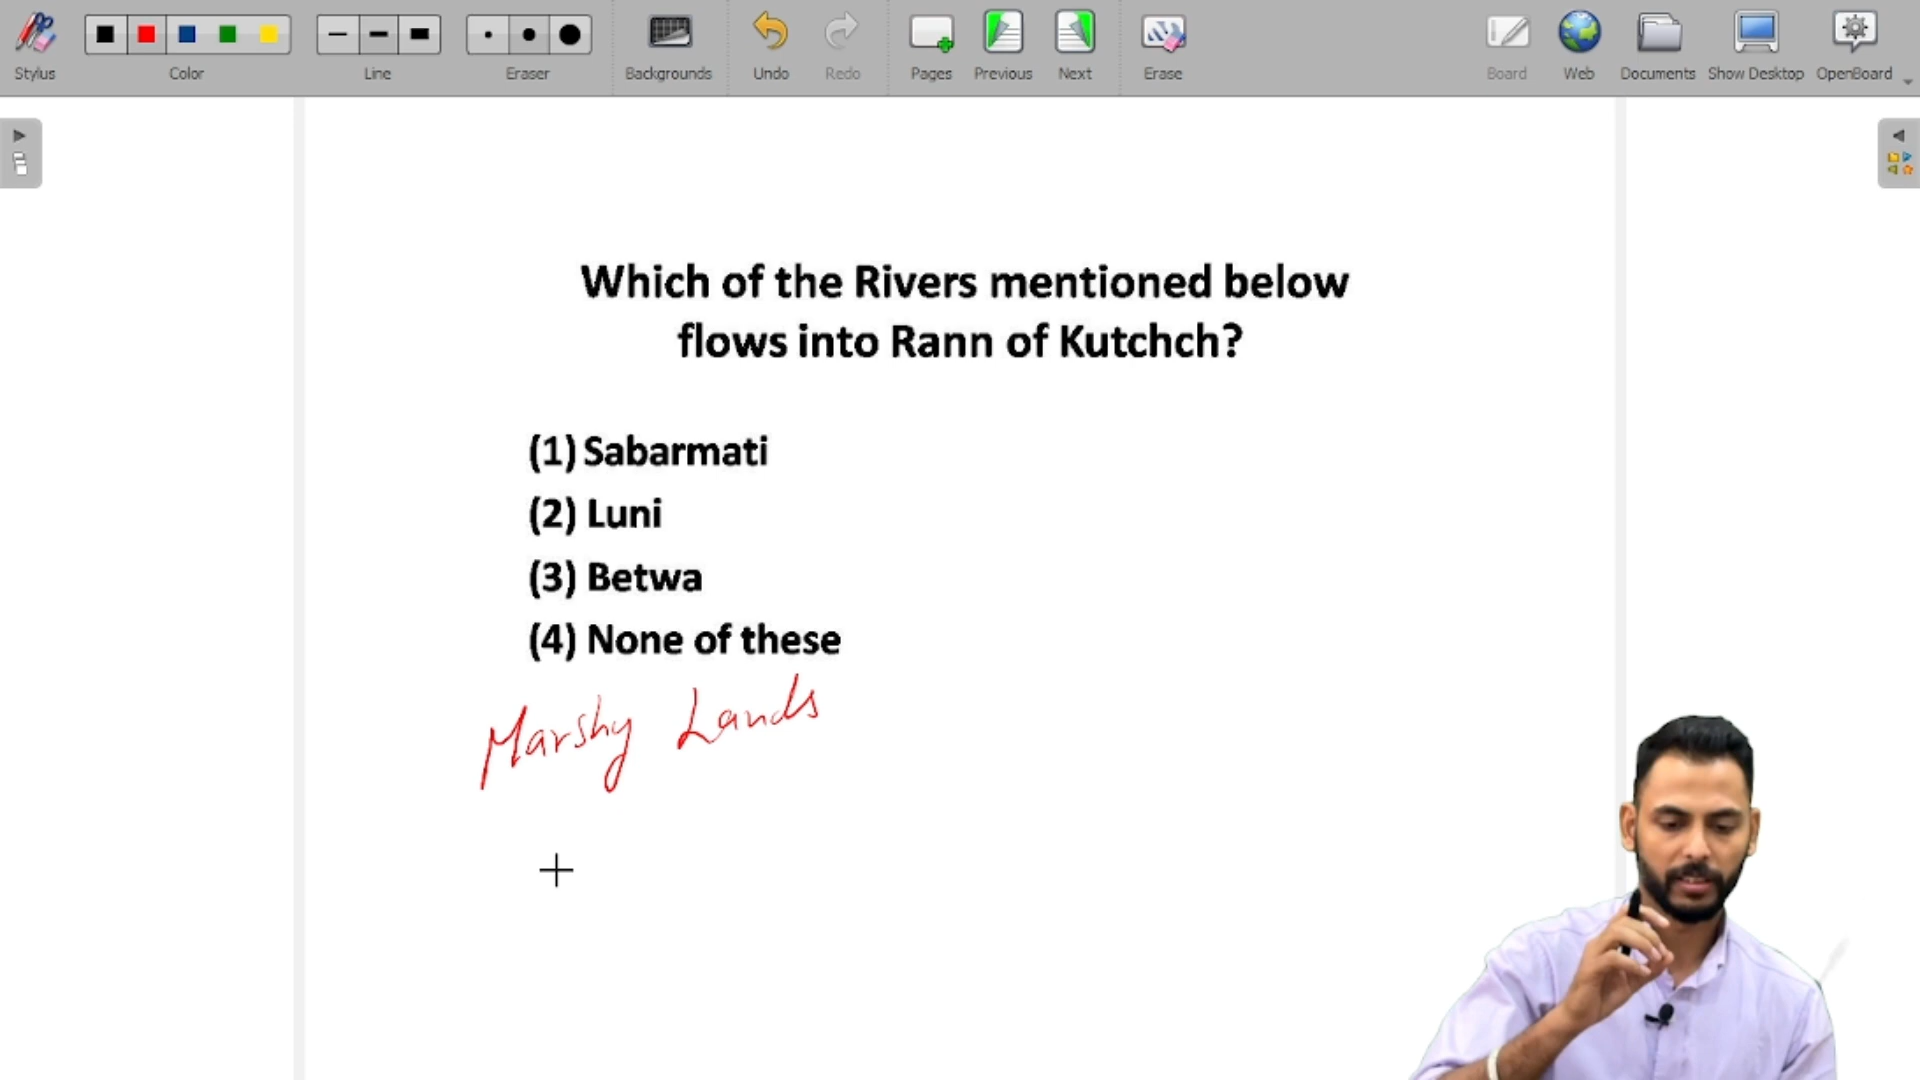 Stylus
Color
Line
Eraser
Backgrounds
Undo
Redo
Pages
Previous
Next
Erase
Board
Web
Documents
Show Desktop
OpenBoard
Which of the Rivers mentioned below
flows into Rann of Kutchch?
(1) Sabarmati
(2) Luni
(3) Betwa
(4) None of these
Marshy Lands